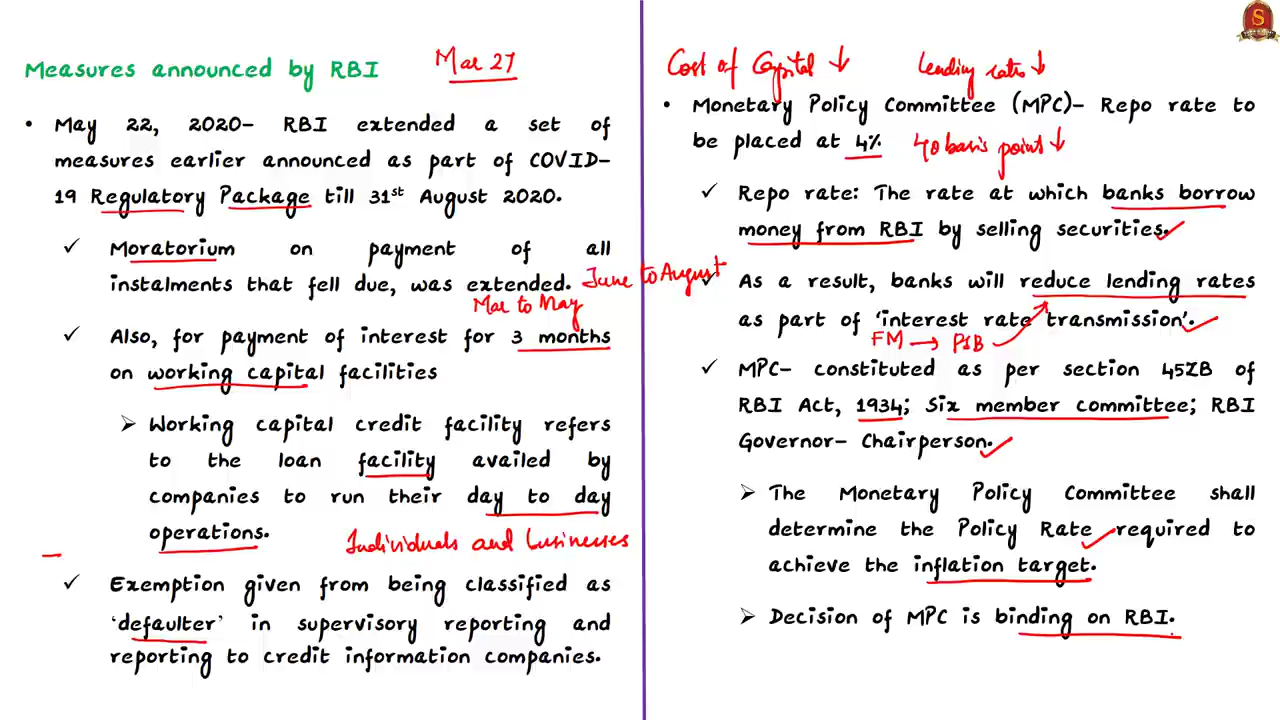 Measures announced by RBI Mar 27
• May 22, 2020- RBI extended a set of
measures earlier announced as part of COVID-
19 Regulatory Package till 31st August 2020.
✓ Moratorium on payment of all
instalments that fell due, was extended. June to August
Mar to May
✓ Also, for payment of interest for 3 months
on working capital facilities
➢ Working capital credit facility refers
to the loan facility availed by
companies to run their day to day
operations.
Individuals and businesses
✓ Exemption given from being classified as
'defaulter' in supervisory reporting and
reporting to credit information companies.
Cost of Capital ↓ lending rates ↓
• Monetary Policy Committee (MPC)- Repo rate to
be placed at 4% 40 basis point ↓
✓ Repo rate: The rate at which banks borrow
money from RBI by selling securities.
✓ As a result, banks will reduce lending rates
as part of 'interest rate transmission'.
FM → PSB
✓ MPC- constituted as per section 45ZB of
RBI Act, 1934; Six member committee; RBI
Governor- Chairperson.
➢ The Monetary Policy Committee shall
determine the Policy Rate required to
achieve the inflation target.
➢ Decision of MPC is binding on RBI.
S